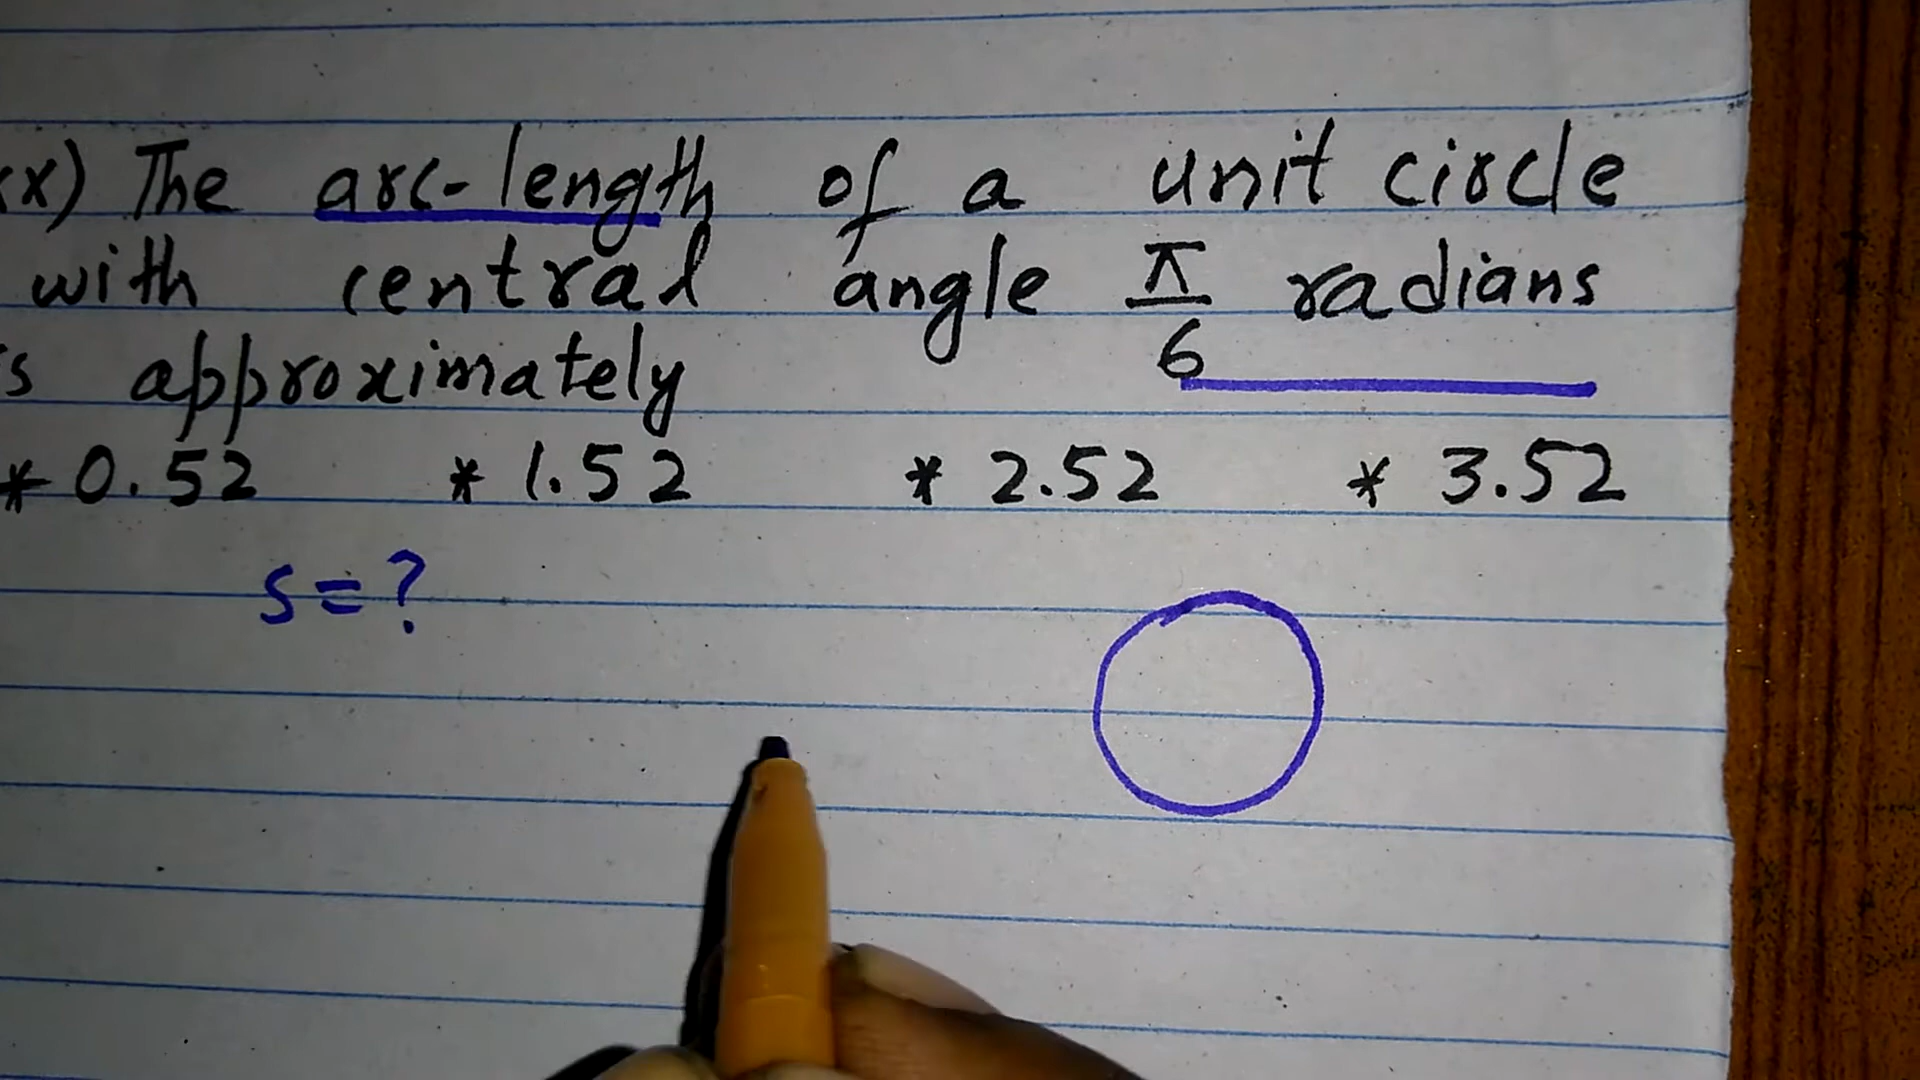 x) The arc-length of a unit circle
with central angle π/6 radians
s approximately
* 0.52 * 1.52 * 2.52 * 3.52
s = ?